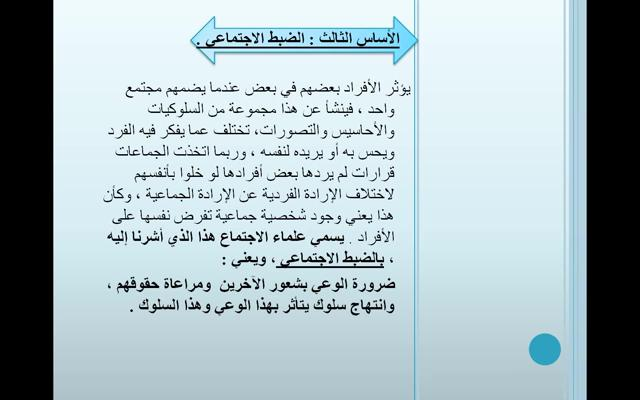 الأساس الثالث : الضبط الاجتماعي .
يؤثر الأفراد بعضهم في بعض عندما يضمهم مجتمع
واحد ، فينشأ عن هذا مجموعة من السلوكيات
والأحاسيس والتصورات، تختلف عما يفكر فيه الفرد
ويحس به أو يريده لنفسه ، وربما اتخذت الجماعات
قرارات لم يردها بعض أفرادها لو خلوا بأنفسهم
لاختلاف الإرادة الفردية عن الإرادة الجماعية ، وكأن
هذا يعني وجود شخصية جماعية تفرض نفسها على
الأفراد . يسمي علماء الاجتماع هذا الذي أشرنا إليه
، بالضبط الاجتماعي ، ويعني :
ضرورة الوعي بشعور الآخرين ومراعاة حقوقهم ،
وانتهاج سلوك يتأثر بهذا الوعي وهذا السلوك .